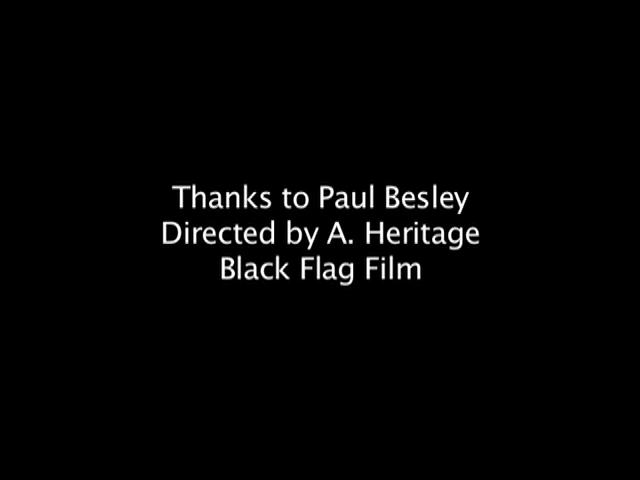 Thanks to Paul Besley
Directed by A. Heritage
Black Flag Film